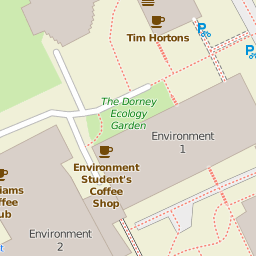 Tim Hortons
The Dorney
Ecology
Garden
Environment
1
Environment
Student's
Coffee
Shop
Environment
2